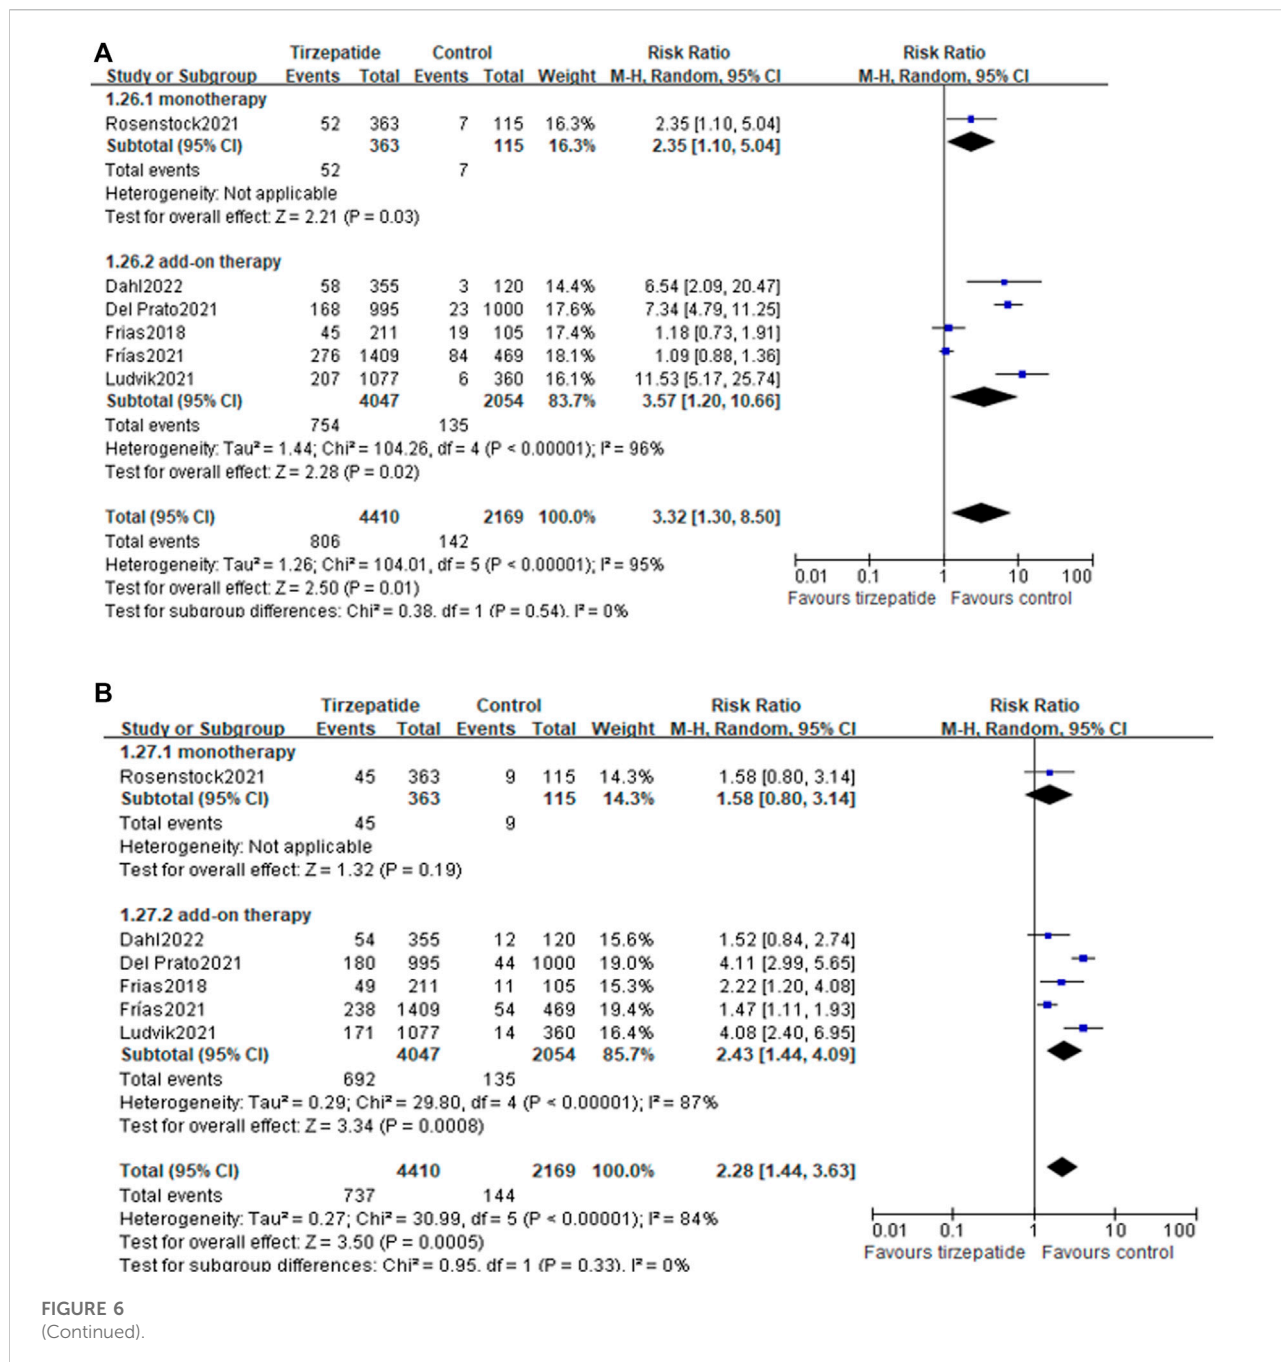 A
Tirzepatide Control Risk Ratio Risk Ratio
Study or Subgroup Events Total Events Total Weight M-H, Random, 95% CI M-H, Random, 95% CI
1.26.1 monotherapy
Rosenstock2021 52 363 7 115 16.3% 2.35 [1.10, 5.04]
Subtotal (95% CI) 363 115 16.3% 2.35 [1.10, 5.04]
Total events 52 7
Heterogeneity: Not applicable
Test for overall effect: Z = 2.21 (P = 0.03)
1.26.2 add-on therapy
Dahl2022 58 355 3 120 14.4% 6.54 [2.09, 20.47]
Del Prato2021 168 995 23 1000 17.6% 7.34 [4.79, 11.25]
Frias2018 45 211 19 105 17.4% 1.18 [0.73, 1.91]
Frías2021 276 1409 84 469 18.1% 1.09 [0.88, 1.36]
Ludvik2021 207 1077 6 360 16.1% 11.53 [5.17, 25.74]
Subtotal (95% CI) 4047 2054 83.7% 3.57 [1.20, 10.66]
Total events 754 135
Heterogeneity: Tau² = 1.44; Chi² = 104.26, df = 4 (P < 0.00001); I² = 96%
Test for overall effect: Z = 2.28 (P = 0.02)
Total (95% CI) 4410 2169 100.0% 3.32 [1.30, 8.50]
Total events 806 142
Heterogeneity: Tau² = 1.26; Chi² = 104.01, df = 5 (P < 0.00001); I² = 95%
Test for overall effect: Z = 2.50 (P = 0.01)
Test for subgroup differences: Chi² = 0.38, df = 1 (P = 0.54), I² = 0%
0.01 0.1 1 10 100
Favours tirzepatide Favours control
B
Tirzepatide Control Risk Ratio Risk Ratio
Study or Subgroup Events Total Events Total Weight M-H, Random, 95% CI M-H, Random, 95% CI
1.27.1 monotherapy
Rosenstock2021 45 363 9 115 14.3% 1.58 [0.80, 3.14]
Subtotal (95% CI) 363 115 14.3% 1.58 [0.80, 3.14]
Total events 45 9
Heterogeneity: Not applicable
Test for overall effect: Z = 1.32 (P = 0.19)
1.27.2 add-on therapy
Dahl2022 54 355 12 120 15.6% 1.52 [0.84, 2.74]
Del Prato2021 180 995 44 1000 19.0% 4.11 [2.99, 5.65]
Frias2018 49 211 11 105 15.3% 2.22 [1.20, 4.08]
Frías2021 238 1409 54 469 19.4% 1.47 [1.11, 1.93]
Ludvik2021 171 1077 14 360 16.4% 4.08 [2.40, 6.95]
Subtotal (95% CI) 4047 2054 85.7% 2.43 [1.44, 4.09]
Total events 692 135
Heterogeneity: Tau² = 0.29; Chi² = 29.80, df = 4 (P < 0.00001); I² = 87%
Test for overall effect: Z = 3.34 (P = 0.0008)
Total (95% CI) 4410 2169 100.0% 2.28 [1.44, 3.63]
Total events 737 144
Heterogeneity: Tau² = 0.27; Chi² = 30.99, df = 5 (P < 0.00001); I² = 84%
Test for overall effect: Z = 3.50 (P = 0.0005)
Test for subgroup differences: Chi² = 0.95, df = 1 (P = 0.33), I² = 0%
0.01 0.1 1 10 100
Favours tirzepatide Favours control
FIGURE 6
(Continued).